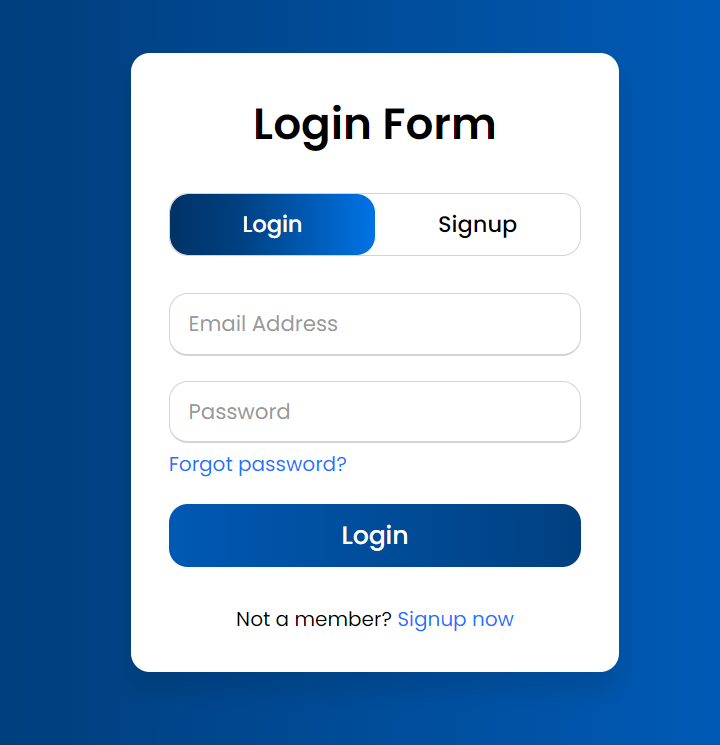 Login Form
Login Signup
Email Address
Password
Forgot password?
Login
Not a member? Signup now